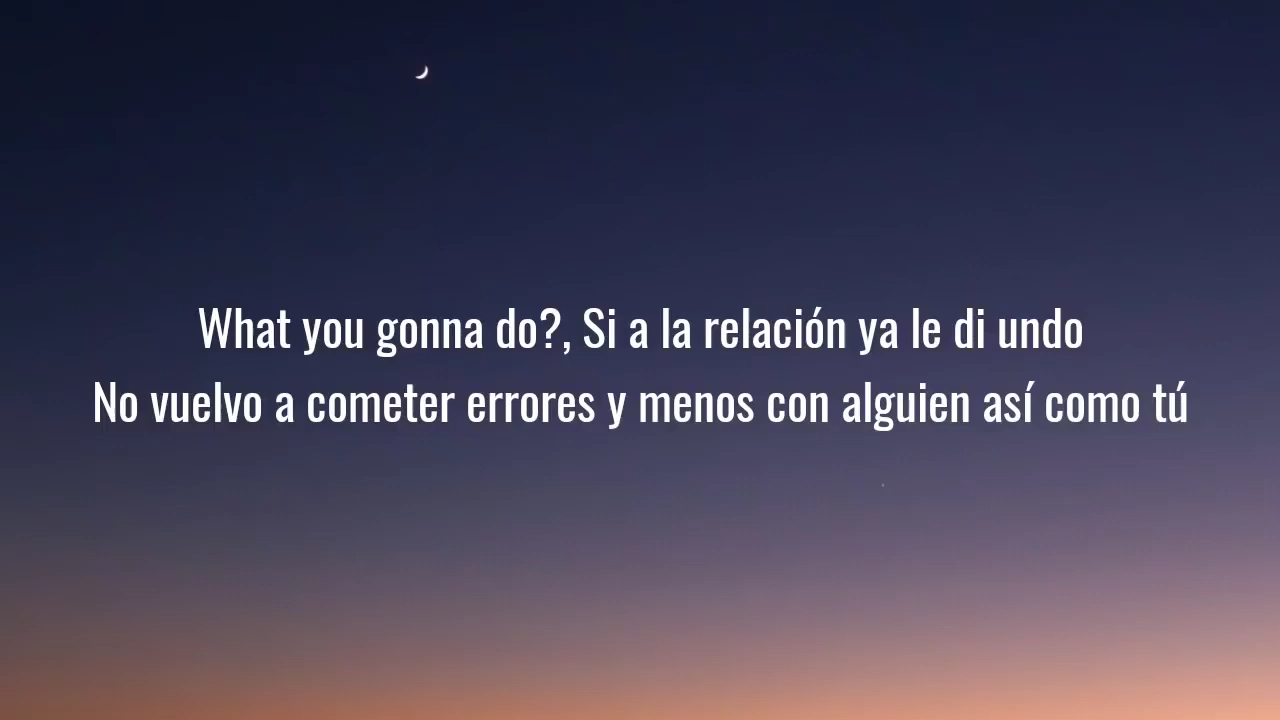 What you gonna do?, Si a la relación ya le di undo
No vuelvo a cometer errores y menos con alguien así como tú